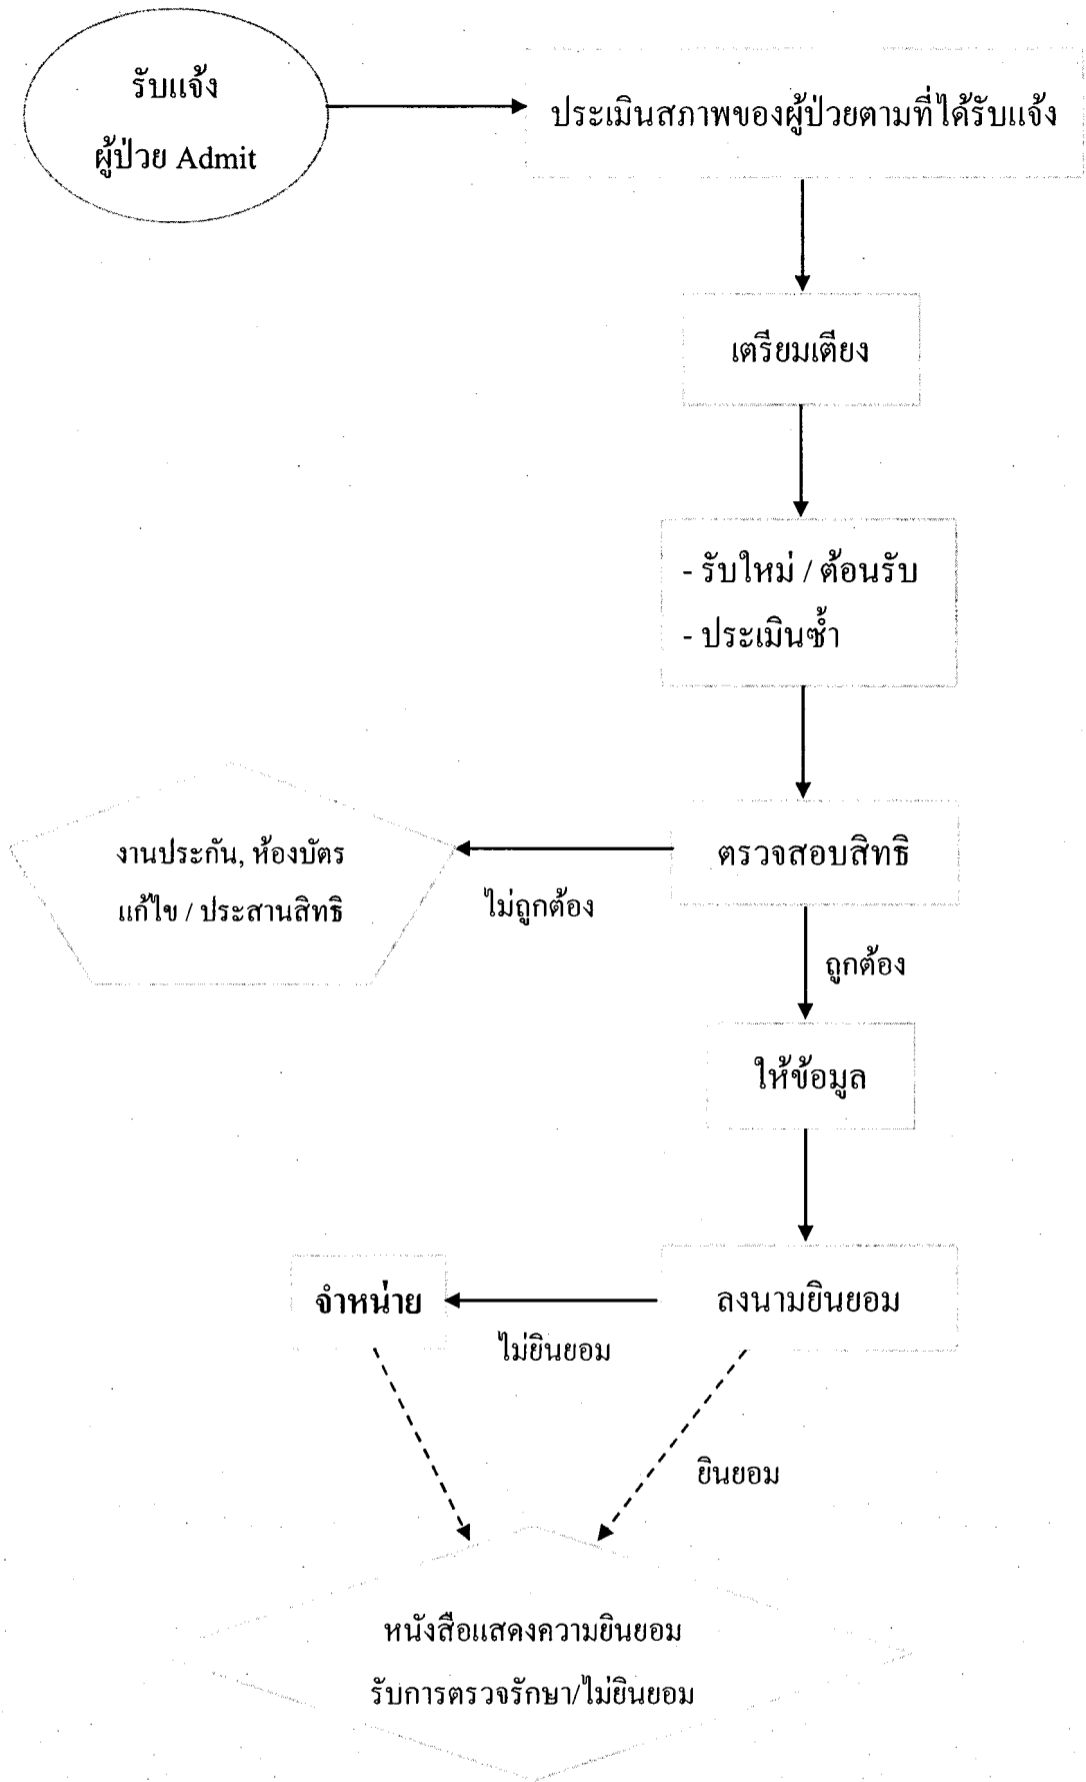 รับแจ้ง
ผู้ป่วย Admit
ประเมินสภาพของผู้ป่วยตามที่ได้รับแจ้ง
เตรียมเตียง
- รับใหม่ / ต้อนรับ
- ประเมินซ้ำ
ตรวจสอบสิทธิ
ไม่ถูกต้อง
งานประกัน, ห้องบัตร
แก้ไข / ประสานสิทธิ
ถูกต้อง
ให้ข้อมูล
ลงนามยินยอม
ไม่ยินยอม
จำหน่าย
ยินยอม
หนังสือแสดงความยินยอม
รับการตรวจรักษา/ไม่ยินยอม